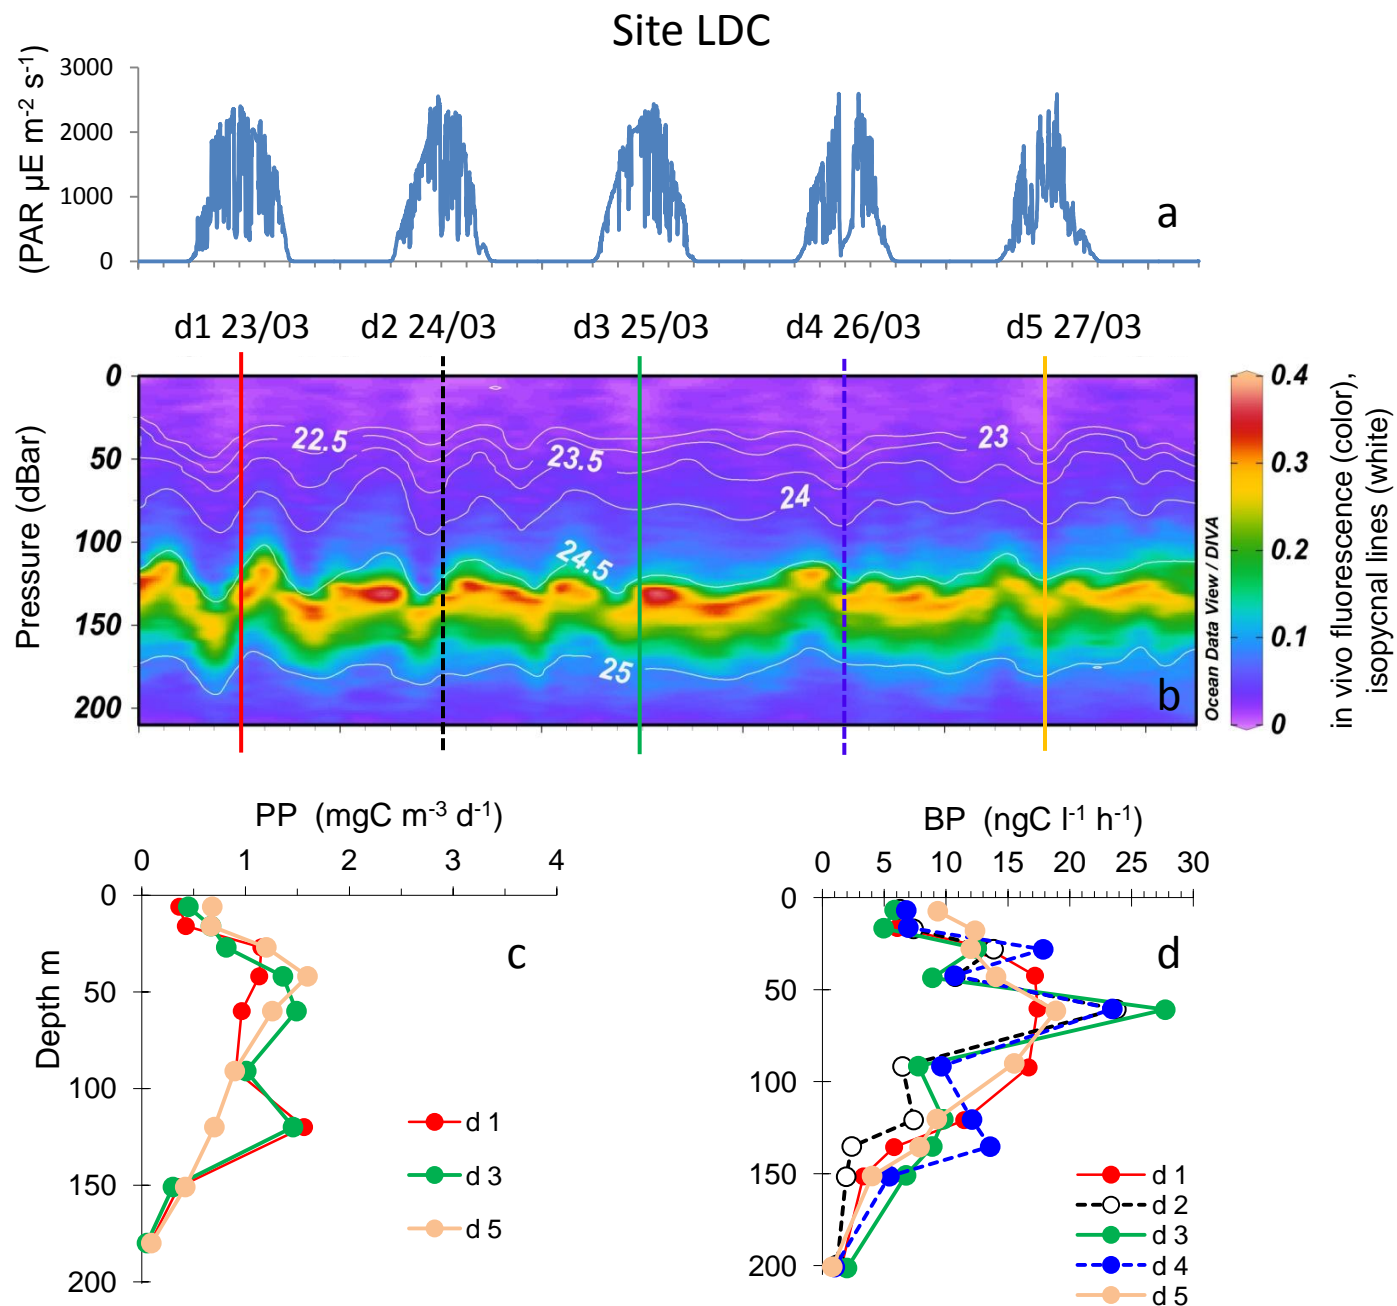 Site LDC
(PAR µE m-2 s-1)
3000
2000
1000
0
a
d1 23/03 d2 24/03 d3 25/03 d4 26/03 d5 27/03
Pressure (dBar)
0
50
100
150
200
22.5
23.5
23
24
24.5
25
b
Ocean Data View / DIVA
0.4
0.3
0.2
0.1
0
in vivo fluorescence (color),
isopycnal lines (white)
PP (mgC m-3 d-1)
0 1 2 3 4
Depth m
0
50
100
150
200
c
d 1
d 3
d 5
BP (ngC l-1 h-1)
0 5 10 15 20 25 30
0
50
100
150
200
d
d 1
d 2
d 3
d 4
d 5